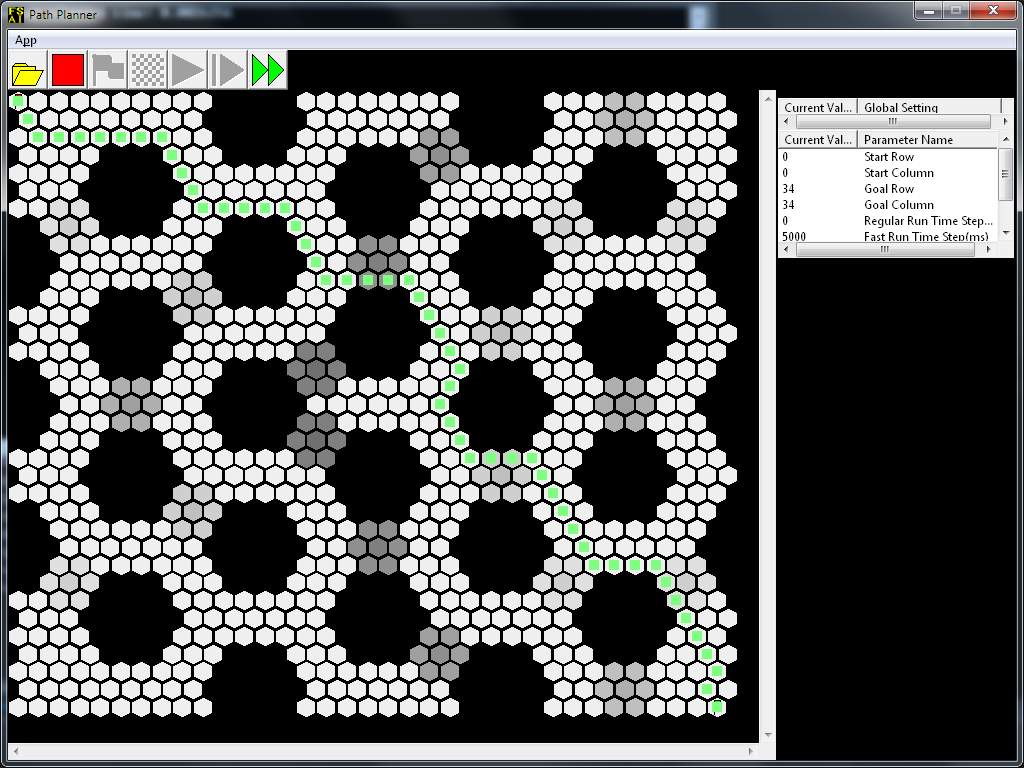 FSAI Path Planner
App
Current Val... Global Setting
Current Val... Parameter Name
0 Start Row
0 Start Column
34 Goal Row
34 Goal Column
0 Regular Run Time Step...
5000 Fast Run Time Step(ms)